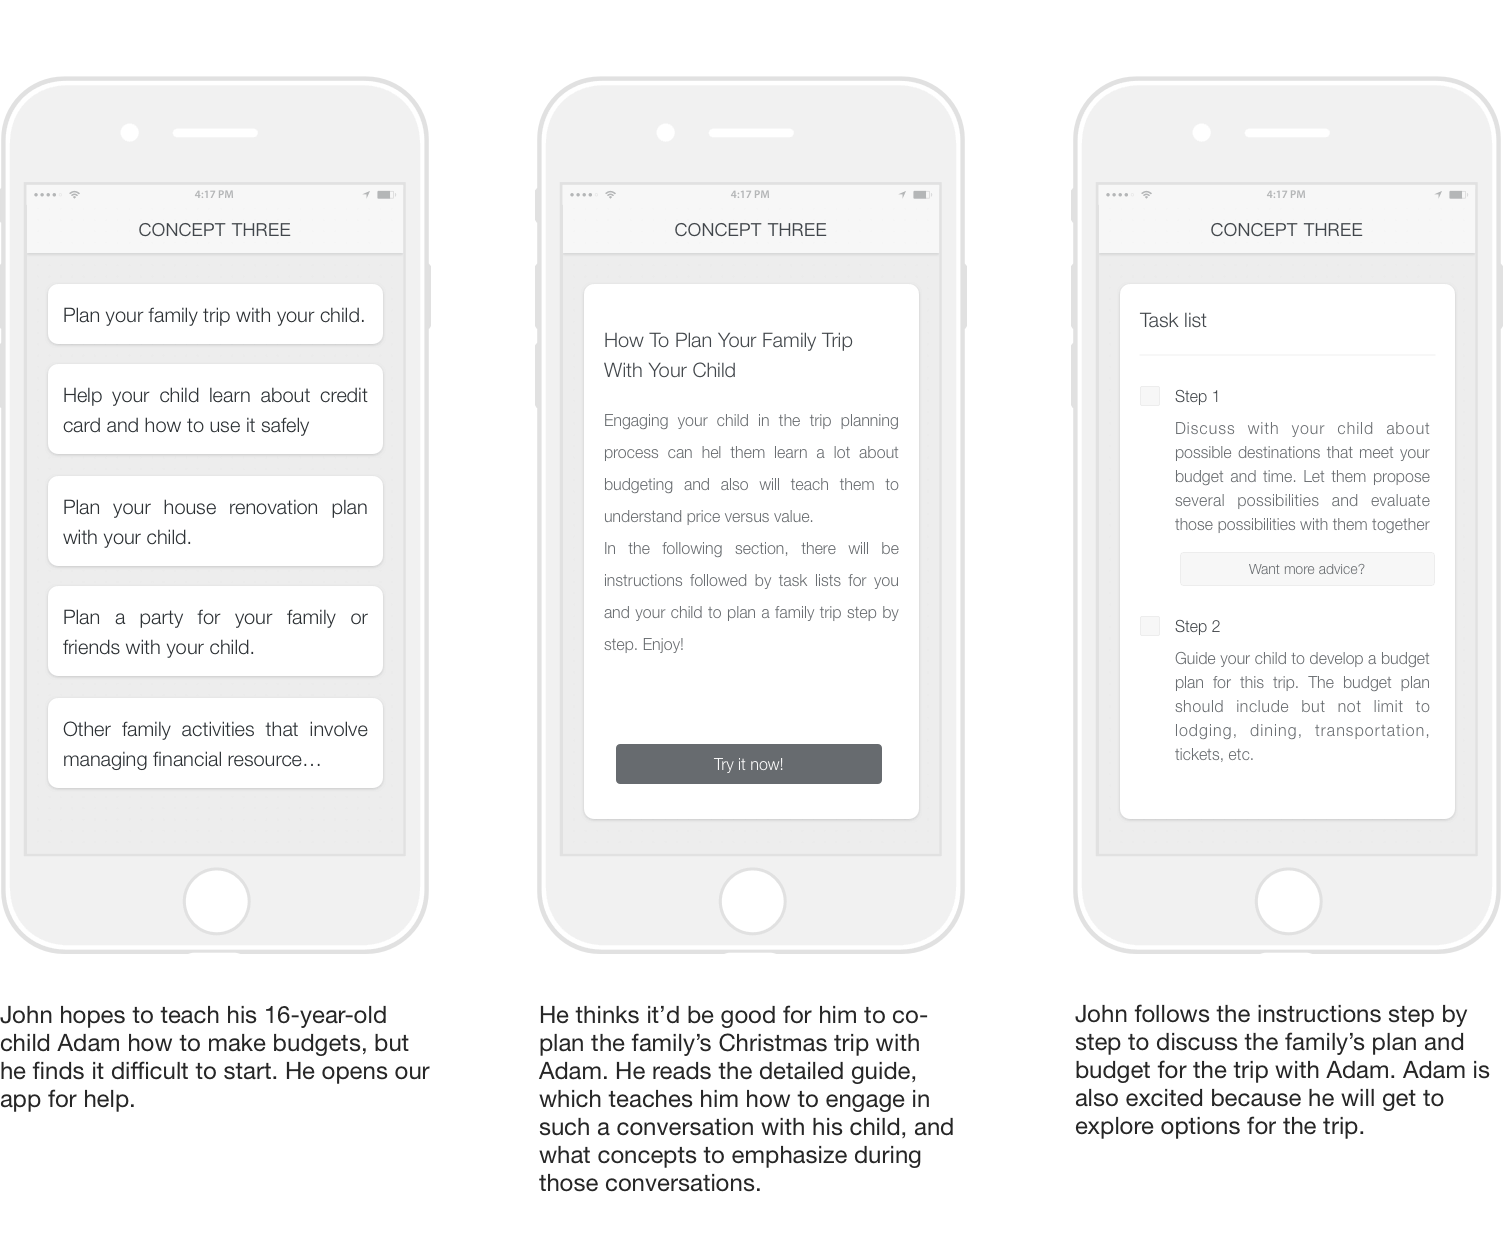 4:17 PM
CONCEPT THREE
Plan your family trip with your child.
Help your child learn about credit
card and how to use it safely
Plan your house renovation plan
with your child.
Plan a party for your family or
friends with your child.
Other family activities that involve
managing financial resource…
John hopes to teach his 16-year-old
child Adam how to make budgets, but
he finds it difficult to start. He opens our
app for help.
4:17 PM
CONCEPT THREE
How To Plan Your Family Trip
With Your Child
Engaging your child in the trip planning
process can hel them learn a lot about
budgeting and also will teach them to
understand price versus value.
In the following section, there will be
instructions followed by task lists for you
and your child to plan a family trip step by
step. Enjoy!
Try it now!
He thinks it’d be good for him to co-
plan the family’s Christmas trip with
Adam. He reads the detailed guide,
which teaches him how to engage in
such a conversation with his child, and
what concepts to emphasize during
those conversations.
4:17 PM
CONCEPT THREE
Task list
Step 1
Discuss with your child about
possible destinations that meet your
budget and time. Let them propose
several possibilities and evaluate
those possibilities with them together
Want more advice?
Step 2
Guide your child to develop a budget
plan for this trip. The budget plan
should include but not limit to
lodging, dining, transportation,
tickets, etc.
John follows the instructions step by
step to discuss the family’s plan and
budget for the trip with Adam. Adam is
also excited because he will get to
explore options for the trip.